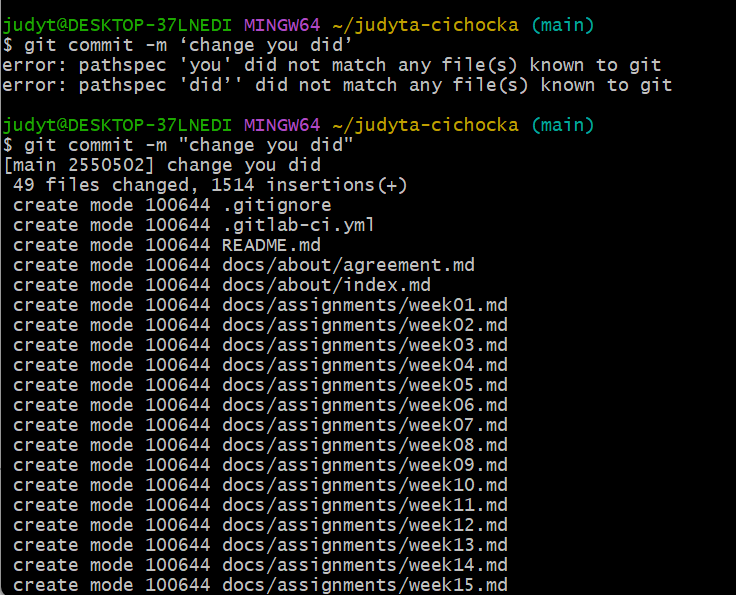 judyt@DESKTOP-37LNEDI MINGW64 ~/judyta-cichocka (main)
$ git commit -m ‘change you did’
error: pathspec 'you' did not match any file(s) known to git
error: pathspec 'did’' did not match any file(s) known to git
judyt@DESKTOP-37LNEDI MINGW64 ~/judyta-cichocka (main)
$ git commit -m "change you did"
[main 2550502] change you did
49 files changed, 1514 insertions(+)
create mode 100644 .gitignore
create mode 100644 .gitlab-ci.yml
create mode 100644 README.md
create mode 100644 docs/about/agreement.md
create mode 100644 docs/about/index.md
create mode 100644 docs/assignments/week01.md
create mode 100644 docs/assignments/week02.md
create mode 100644 docs/assignments/week03.md
create mode 100644 docs/assignments/week04.md
create mode 100644 docs/assignments/week05.md
create mode 100644 docs/assignments/week06.md
create mode 100644 docs/assignments/week07.md
create mode 100644 docs/assignments/week08.md
create mode 100644 docs/assignments/week09.md
create mode 100644 docs/assignments/week10.md
create mode 100644 docs/assignments/week11.md
create mode 100644 docs/assignments/week12.md
create mode 100644 docs/assignments/week13.md
create mode 100644 docs/assignments/week14.md
create mode 100644 docs/assignments/week15.md